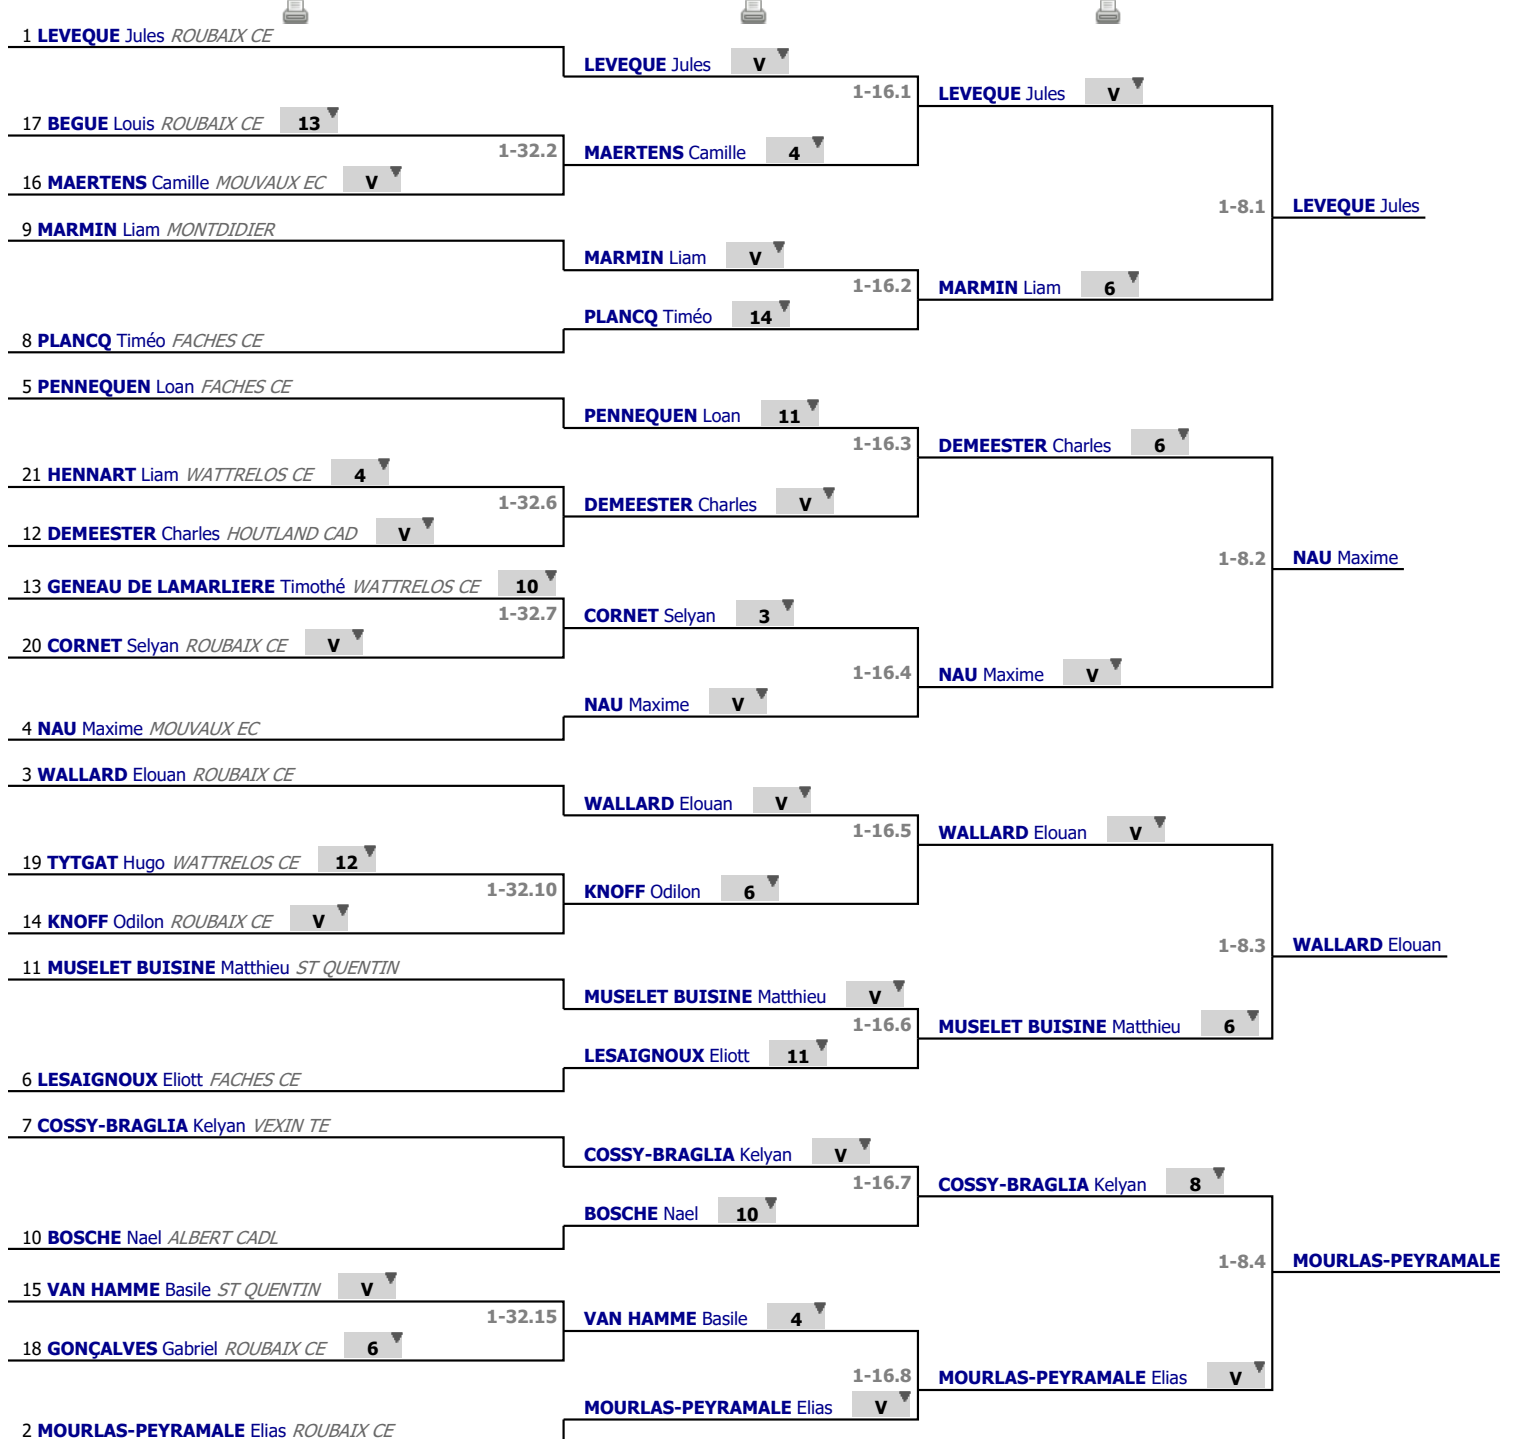 1 LEVEQUE Jules ROUBAIX CE
LEVEQUE Jules V
1-16.1
LEVEQUE Jules V
17 BEGUE Louis ROUBAIX CE 13
1-32.2
MAERTENS Camille 4
16 MAERTENS Camille MOUVAUX EC V
1-8.1
LEVEQUE Jules
9 MARMIN Liam MONTDIDIER
MARMIN Liam V
1-16.2
MARMIN Liam 6
PLANCQ Timéo 14
8 PLANCQ Timéo FACHES CE
5 PENNEQUEN Loan FACHES CE
PENNEQUEN Loan 11
1-16.3
DEMEESTER Charles 6
21 HENNART Liam WATTRELOS CE 4
1-32.6
DEMEESTER Charles V
12 DEMEESTER Charles HOUTLAND CAD V
1-8.2
NAU Maxime
13 GENEAU DE LAMARLIERE Timothé WATTRELOS CE 10
1-32.7
CORNET Selyan 3
20 CORNET Selyan ROUBAIX CE V
1-16.4
NAU Maxime V
NAU Maxime V
4 NAU Maxime MOUVAUX EC
3 WALLARD Elouan ROUBAIX CE
WALLARD Elouan V
1-16.5
WALLARD Elouan V
19 TYTGAT Hugo WATTRELOS CE 12
1-32.10
KNOFF Odilon 6
14 KNOFF Odilon ROUBAIX CE V
1-8.3
WALLARD Elouan
11 MUSELET BUISINE Matthieu ST QUENTIN
MUSELET BUISINE Matthieu V
1-16.6
MUSELET BUISINE Matthieu 6
LESAIGNOUX Eliott 11
6 LESAIGNOUX Eliott FACHES CE
7 COSSY-BRAGLIA Kelyan VEXIN TE
COSSY-BRAGLIA Kelyan V
1-16.7
COSSY-BRAGLIA Kelyan 8
BOSCHE Nael 10
10 BOSCHE Nael ALBERT CADL
1-8.4
MOURLAS-PEYRAMALE
15 VAN HAMME Basile ST QUENTIN V
1-32.15
VAN HAMME Basile 4
18 GONÇALVES Gabriel ROUBAIX CE 6
1-16.8
MOURLAS-PEYRAMALE Elias V
MOURLAS-PEYRAMALE Elias V
2 MOURLAS-PEYRAMALE Elias ROUBAIX CE